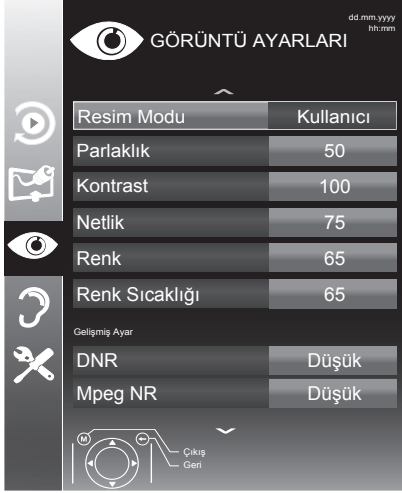 dd.mm.yyyy
hh:mm
GÖRÜNTÜ AYARLARI
Resim Modu Kullanıcı
Parlaklık 50
Kontrast 100
Netlik 75
Renk 65
Renk Sıcaklığı 65
Gelişmiş Ayar
DNR Düşük
Mpeg NR Düşük
M
Çıkış
Geri